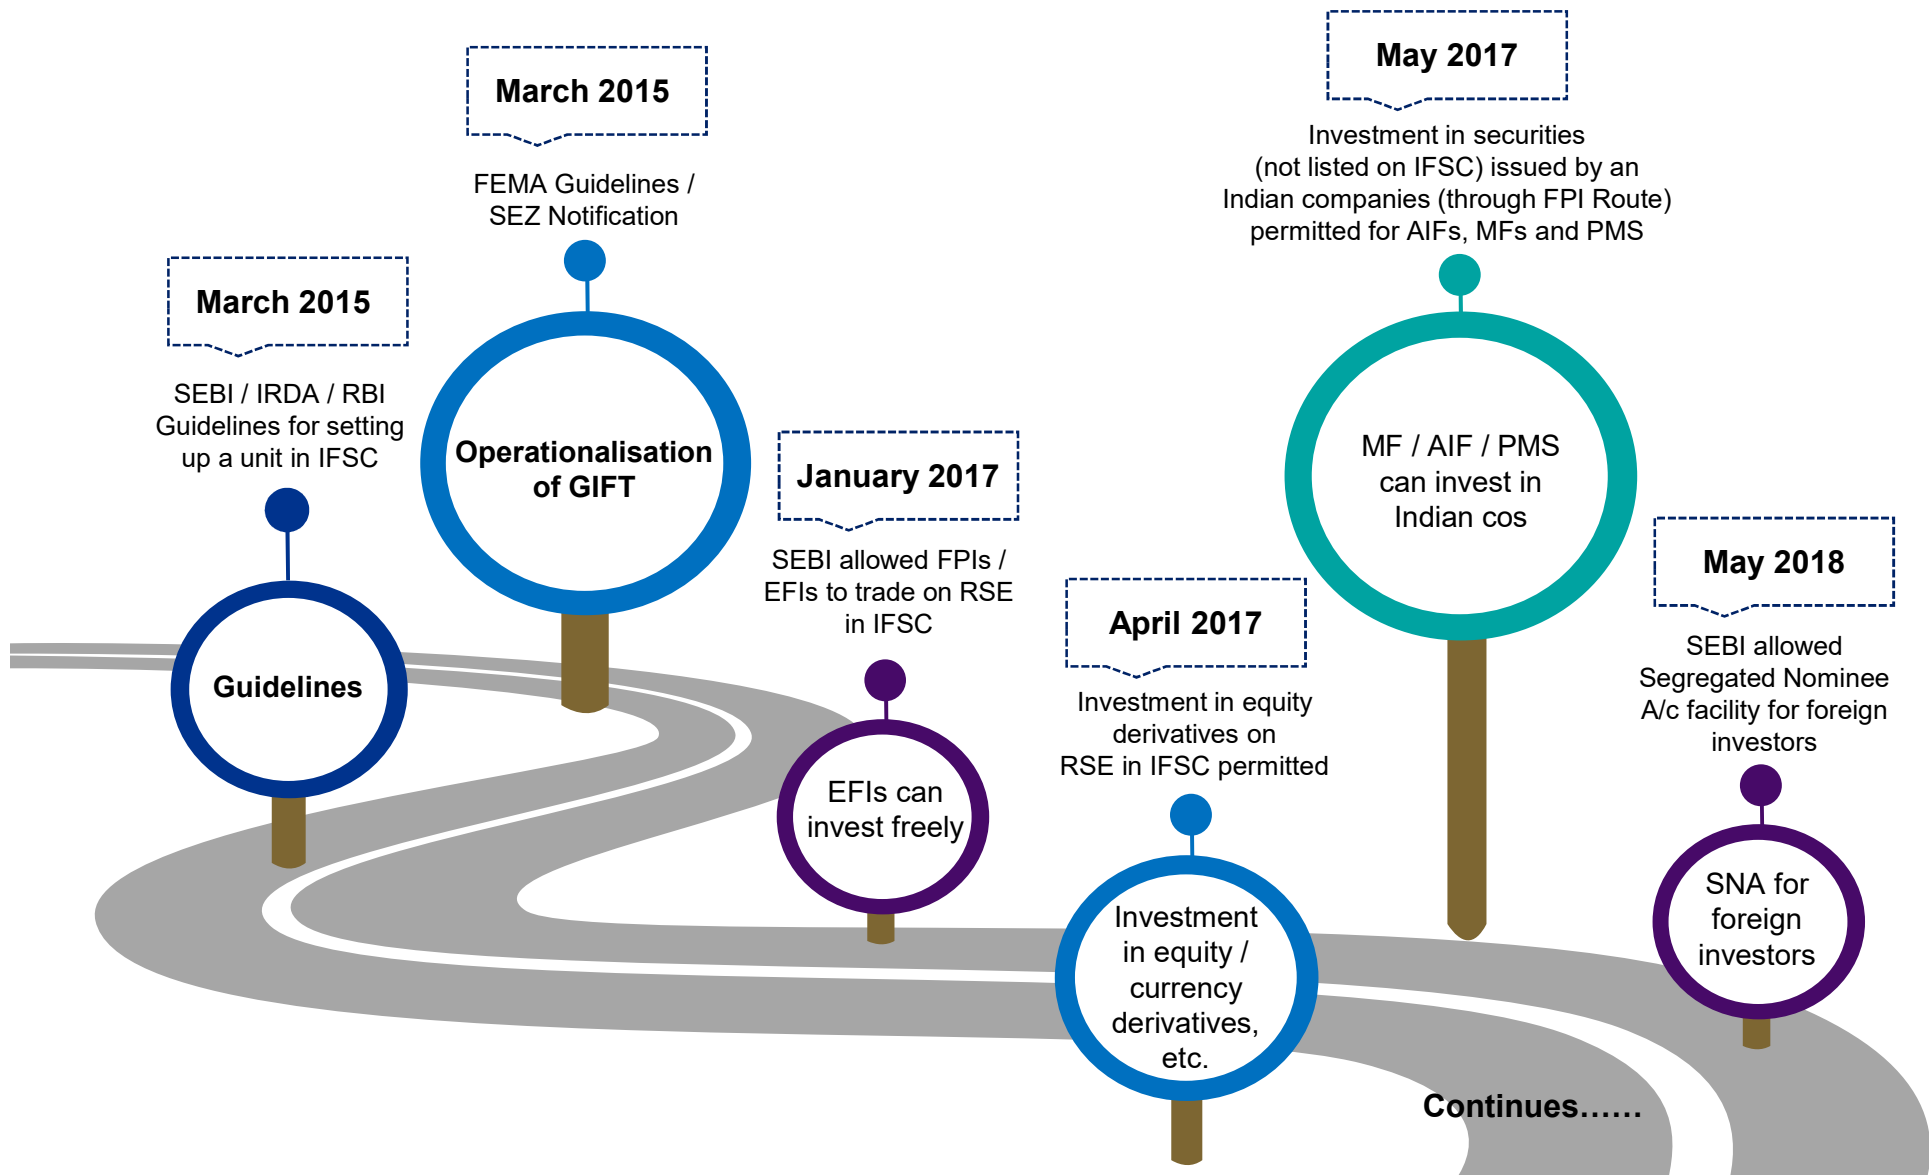 March 2015
SEBI / IRDA / RBI
Guidelines for setting
up a unit in IFSC
Guidelines
March 2015
FEMA Guidelines /
SEZ Notification
Operationalisation
of GIFT
January 2017
SEBI allowed FPIs /
EFIs to trade on RSE
in IFSC
EFIs can
invest freely
April 2017
Investment in equity
derivatives on
RSE in IFSC permitted
Investment
in equity /
currency
derivatives,
etc.
May 2017
Investment in securities
(not listed on IFSC) issued by an
Indian companies (through FPI Route)
permitted for AIFs, MFs and PMS
MF / AIF / PMS
can invest in
Indian cos
May 2018
SEBI allowed
Segregated Nominee
A/c facility for foreign
investors
SNA for
foreign
investors
Continues……